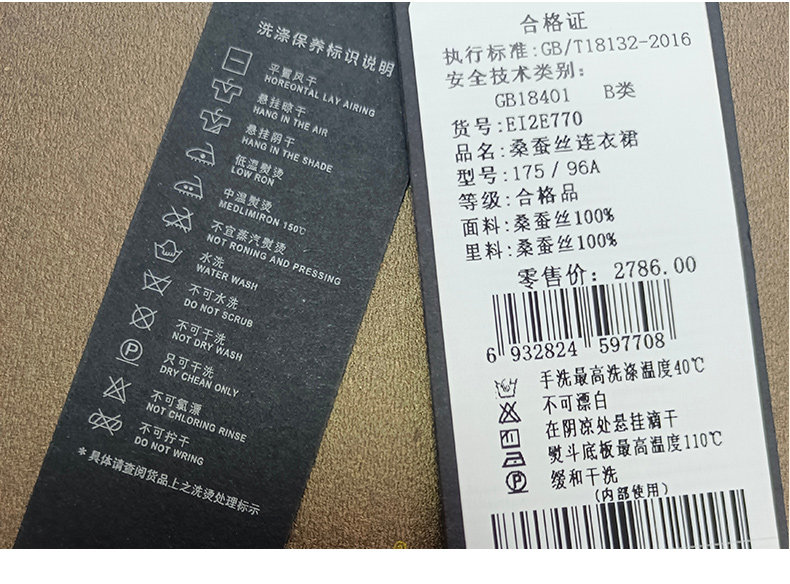 洗涤保养标识说明
平置风干
HOREONTAL LAY AIRING
悬挂晾干
HANG IN THE AIR
悬挂阴干
HANG IN THE SHADE
低温熨烫
LOW RON
中温熨烫
MEDLIMIRON 150℃
不宜蒸汽熨烫
NOT RONING AND PRESSING
水洗
WATER WASH
不可水洗
DO NOT SCRUB
不可干洗
NOT DRY WASH
只可干洗
DRY CHEAN ONLY
不可氯漂
NOT CHLORING RINSE
不可拧干
DO NOT WRING
*具体请查阅货品上之洗烫处理标示
合格证
执行标准:GB/T18132-2016
安全技术类别:
GB18401 B类
货号:EI2E770
品名:桑蚕丝连衣裙
型号:175/96A
等级:合格品
面料:桑蚕丝100%
里料:桑蚕丝100%
零售价:2786.00
6 932824 597708
手洗最高洗涤温度40℃
不可漂白
在阴凉处悬挂滴干
熨斗底板最高温度110℃
缓和干洗
(内部使用)